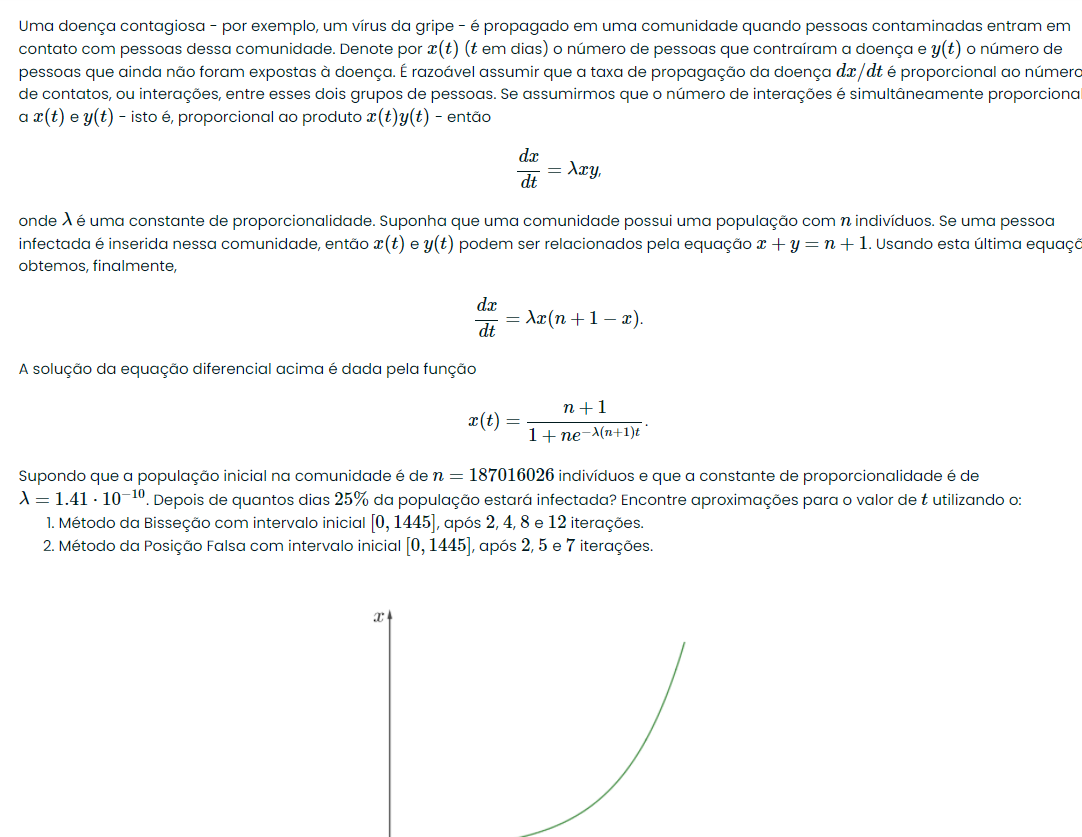 Uma doença contagiosa - por exemplo, um vírus da gripe - é propagado em uma comunidade quando pessoas contaminadas entram em
contato com pessoas dessa comunidade. Denote por x(t) (t em dias) o número de pessoas que contraíram a doença e y(t) o número de
pessoas que ainda não foram expostas à doença. É razoável assumir que a taxa de propagação da doença dx/dt é proporcional ao número
de contatos, ou interações, entre esses dois grupos de pessoas. Se assumirmos que o número de interações é simultâneamente proporcional
a x(t) e y(t) - isto é, proporcional ao produto x(t)y(t) - então
dx/dt = λxy,
onde λ é uma constante de proporcionalidade. Suponha que uma comunidade possui uma população com n indivíduos. Se uma pessoa
infectada é inserida nessa comunidade, então x(t) e y(t) podem ser relacionados pela equação x + y = n + 1. Usando esta última equaçã
obtemos, finalmente,
dx/dt = λx(n + 1 − x).
A solução da equação diferencial acima é dada pela função
x(t) = (n + 1)/(1 + ne^{−λ(n+1)t}).
Supondo que a população inicial na comunidade é de n = 187016026 indivíduos e que a constante de proporcionalidade é de
λ = 1.41 · 10^{−10}. Depois de quantos dias 25% da população estará infectada? Encontre aproximações para o valor de t utilizando o:
1. Método da Bisseção com intervalo inicial [0, 1445], após 2, 4, 8 e 12 iterações.
2. Método da Posição Falsa com intervalo inicial [0, 1445], após 2, 5 e 7 iterações.
x